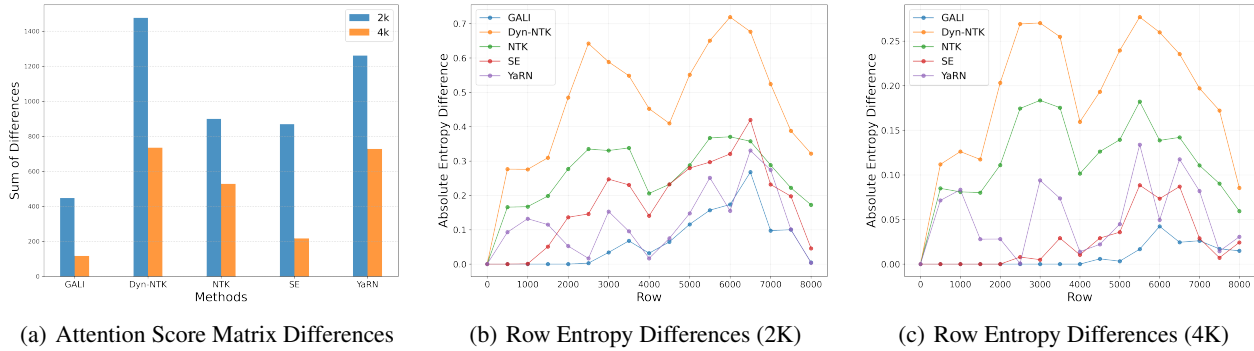 1400
1200
1000
800
600
400
200
0
Sum of Differences
2k
4k
GALI
Dyn-NTK
NTK
SE
YaRN
Methods
(a) Attention Score Matrix Differences
0.7
0.6
0.5
0.4
0.3
0.2
0.1
0.0
Absolute Entropy Difference
GALI
Dyn-NTK
NTK
SE
YaRN
0 1000 2000 3000 4000 5000 6000 7000 8000
Row
(b) Row Entropy Differences (2K)
0.25
0.20
0.15
0.10
0.05
0.00
Absolute Entropy Difference
GALI
Dyn-NTK
NTK
SE
YaRN
0 1000 2000 3000 4000 5000 6000 7000 8000
Row
(c) Row Entropy Differences (4K)